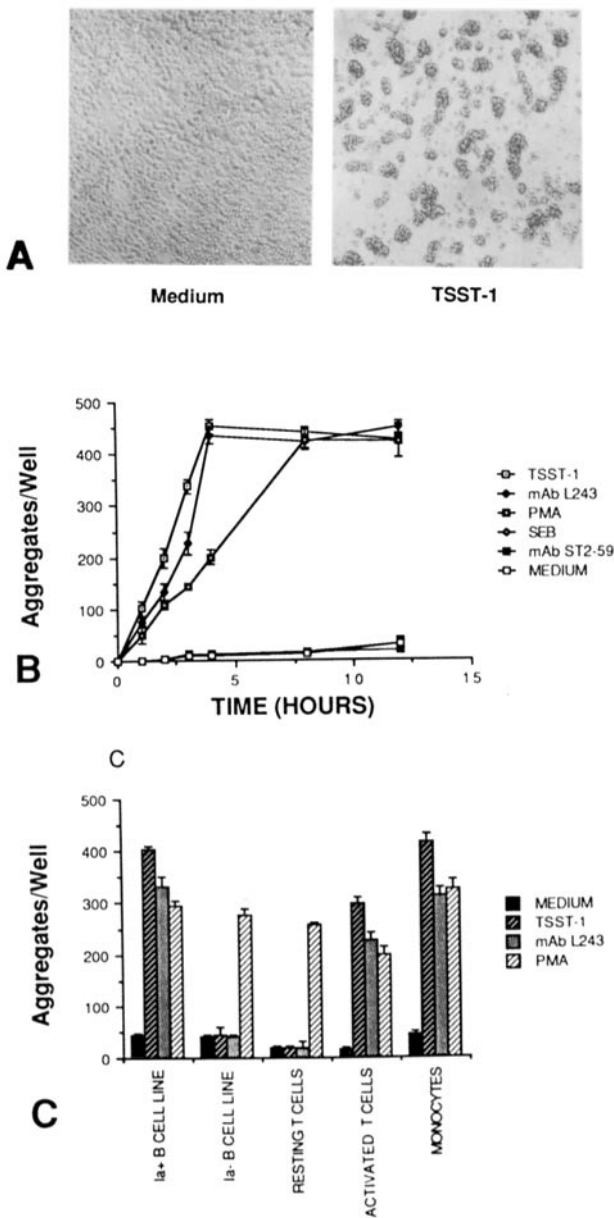 A
Medium
TSST-1
500
400
300
200
100
0
Aggregates/Well
0
5
10
15
TIME (HOURS)
B
TSST-1
mAb L243
PMA
SEB
mAb ST2-59
MEDIUM
C
500
400
300
200
100
0
Aggregates/Well
Ia+ B CELL LINE
Ia- B CELL LINE
RESTING T CELLS
ACTIVATED T CELLS
MONOCYTES
MEDIUM
TSST-1
mAb L243
PMA
C